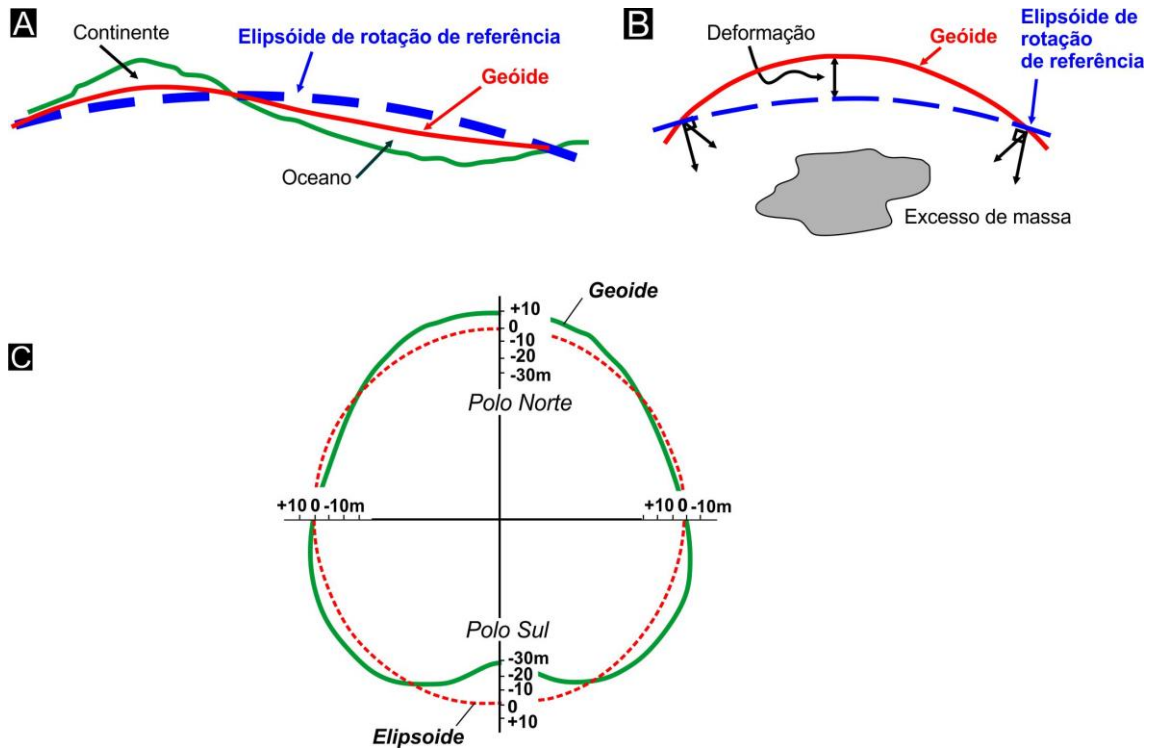 A
Continente
Elipsóide de rotação de referência
Geóide
Oceano
B
Deformação
Geóide
Elipsóide de
rotação
de referência
Excesso de massa
C
Geoide
+10
0
-10
-20
-30m
Polo Norte
+10 0 -10m
+10 0 -10m
Polo Sul
-30m
-20
-10
0
+10
Elipsoide